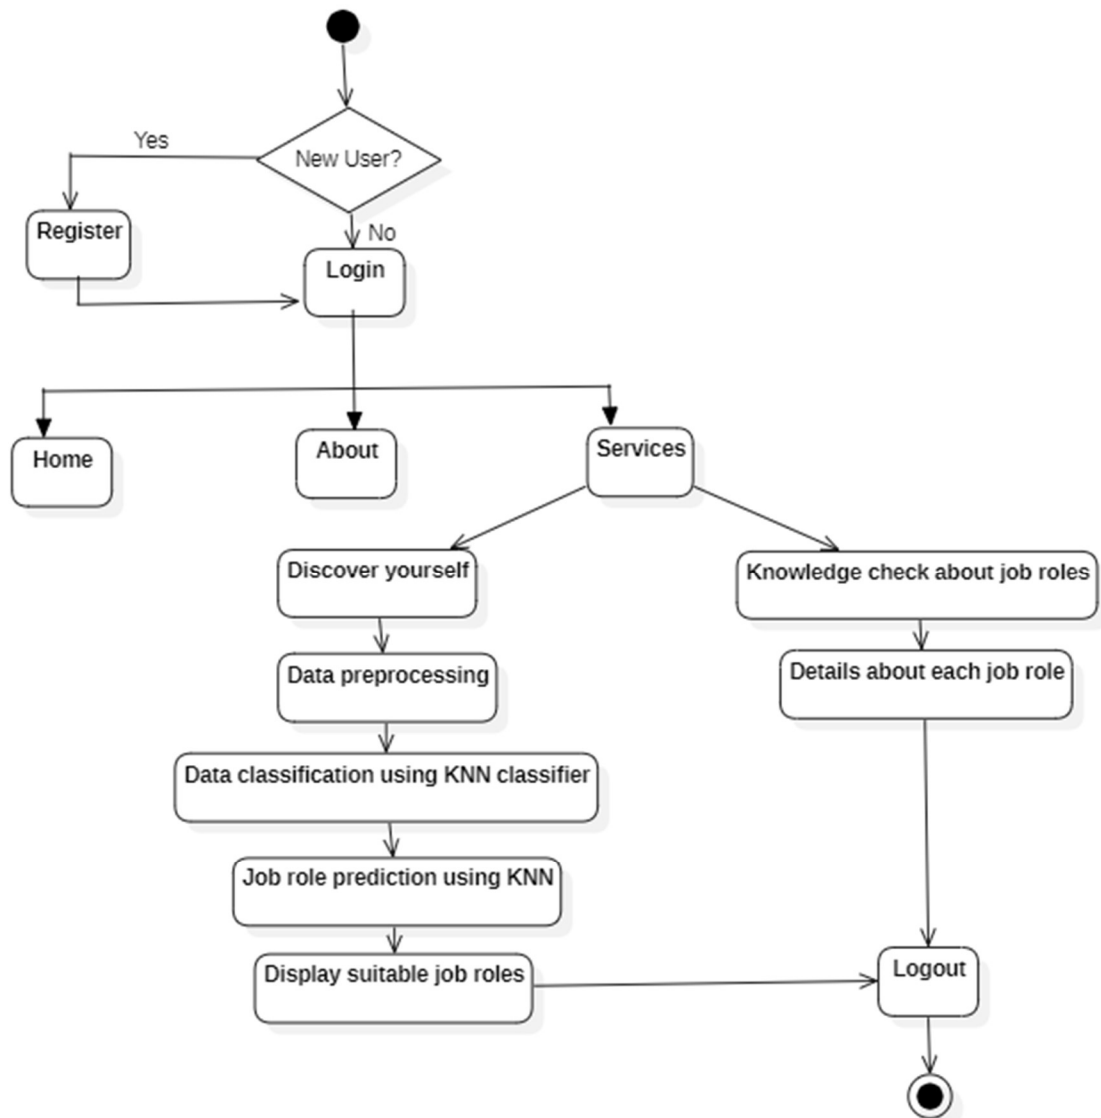 New User?
Yes
No
Register
Login
Home
About
Services
Discover yourself
Knowledge check about job roles
Data preprocessing
Details about each job role
Data classification using KNN classifier
Job role prediction using KNN
Display suitable job roles
Logout